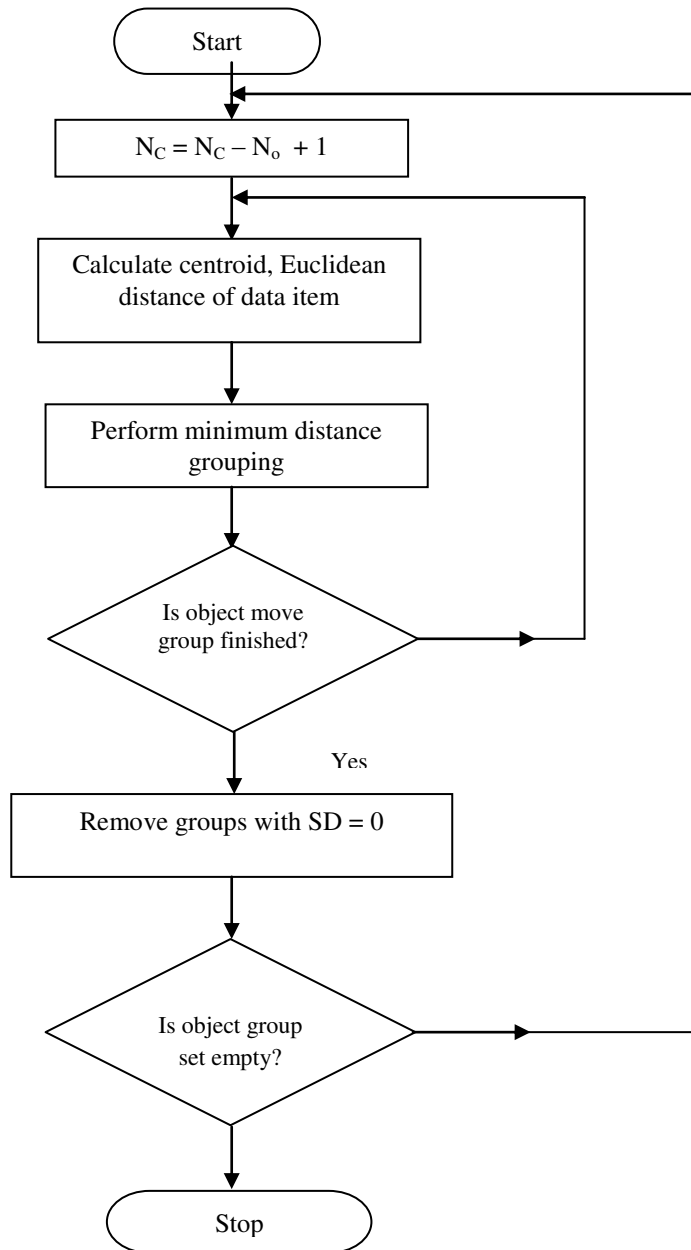 Start
N_C = N_C – N_o + 1
Calculate centroid, Euclidean
distance of data item
Perform minimum distance
grouping
Is object move
group finished?
Yes
Remove groups with SD = 0
Is object group
set empty?
Stop